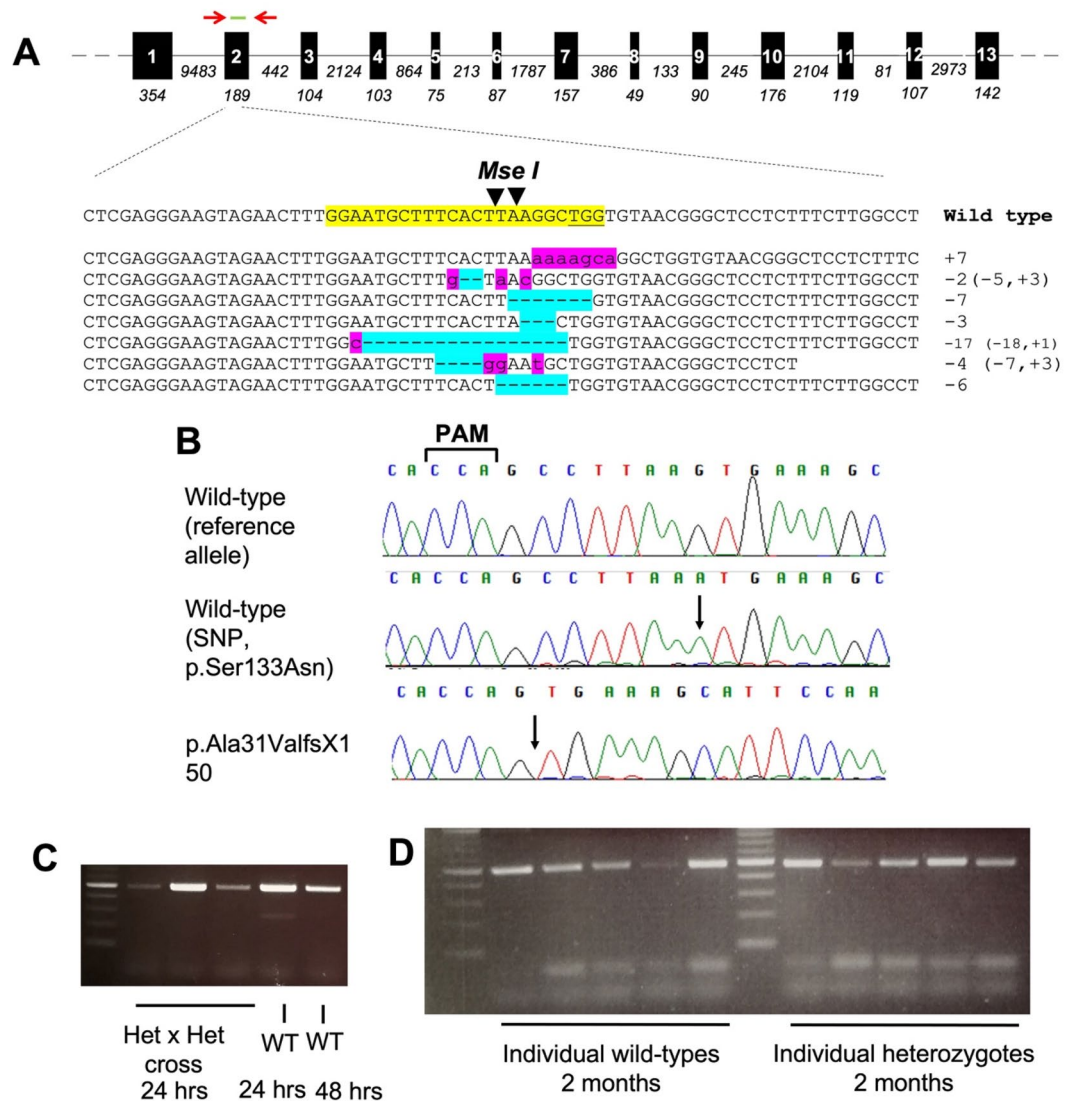 A
1 2 3 4 5 6 7 8 9 10 11 12 13
9483 442 2124 864 213 1787 386 133 245 2104 81 2973
354 189 104 103 75 87 157 49 90 176 119 107 142
Mse I
CTCGAGGGAAGTAGAACTTTGGAATGCTTTCACTTAAGGCTGGTGTAACGGGCTCCTCTTTCTTGGCCT Wild type
CTCGAGGGAAGTAGAACTTTGGAATGCTTTCACTTAAaaaagcaGGCTGGTGTAACGGGCTCCTCTTTC +7
CTCGAGGGAAGTAGAACTTTGGAATGCTTTg--TaAcGGCTGGTGTAACGGGCTCCTCTTTCTTGGCCT -2(-5,+3)
CTCGAGGGAAGTAGAACTTTGGAATGCTTTCACTT-------GTGTAACGGGCTCCTCTTTCTTGGCCT -7
CTCGAGGGAAGTAGAACTTTGGAATGCTTTCACTTA---CTGGTGTAACGGGCTCCTCTTTCTTGGCCT -3
CTCGAGGGAAGTAGAACTTTGGc-----------------TGGTGTAACGGGCTCCTCTTTCTTGGCCT -17 (-18,+1)
CTCGAGGGAAGTAGAACTTTGGAATGCTT----ggAAtGCTGGTGTAACGGGCTCCTCT -4 (-7,+3)
CTCGAGGGAAGTAGAACTTTGGAATGCTTTCACT------TGGTGTAACGGGCTCCTCTTTCTTGGCCT -6
B
PAM
C A C C A G C C T T A A G T G A A A G C
Wild-type
(reference
allele)
C A C C A G C C T T A A A T G A A A G C
Wild-type
(SNP,
p.Ser133Asn)
C A C C A G T G A A A G C A T T C C A A
p.Ala31ValfsX1
50
C
Het x Het
cross
24 hrs
WT WT
24 hrs 48 hrs
D
Individual wild-types
2 months
Individual heterozygotes
2 months